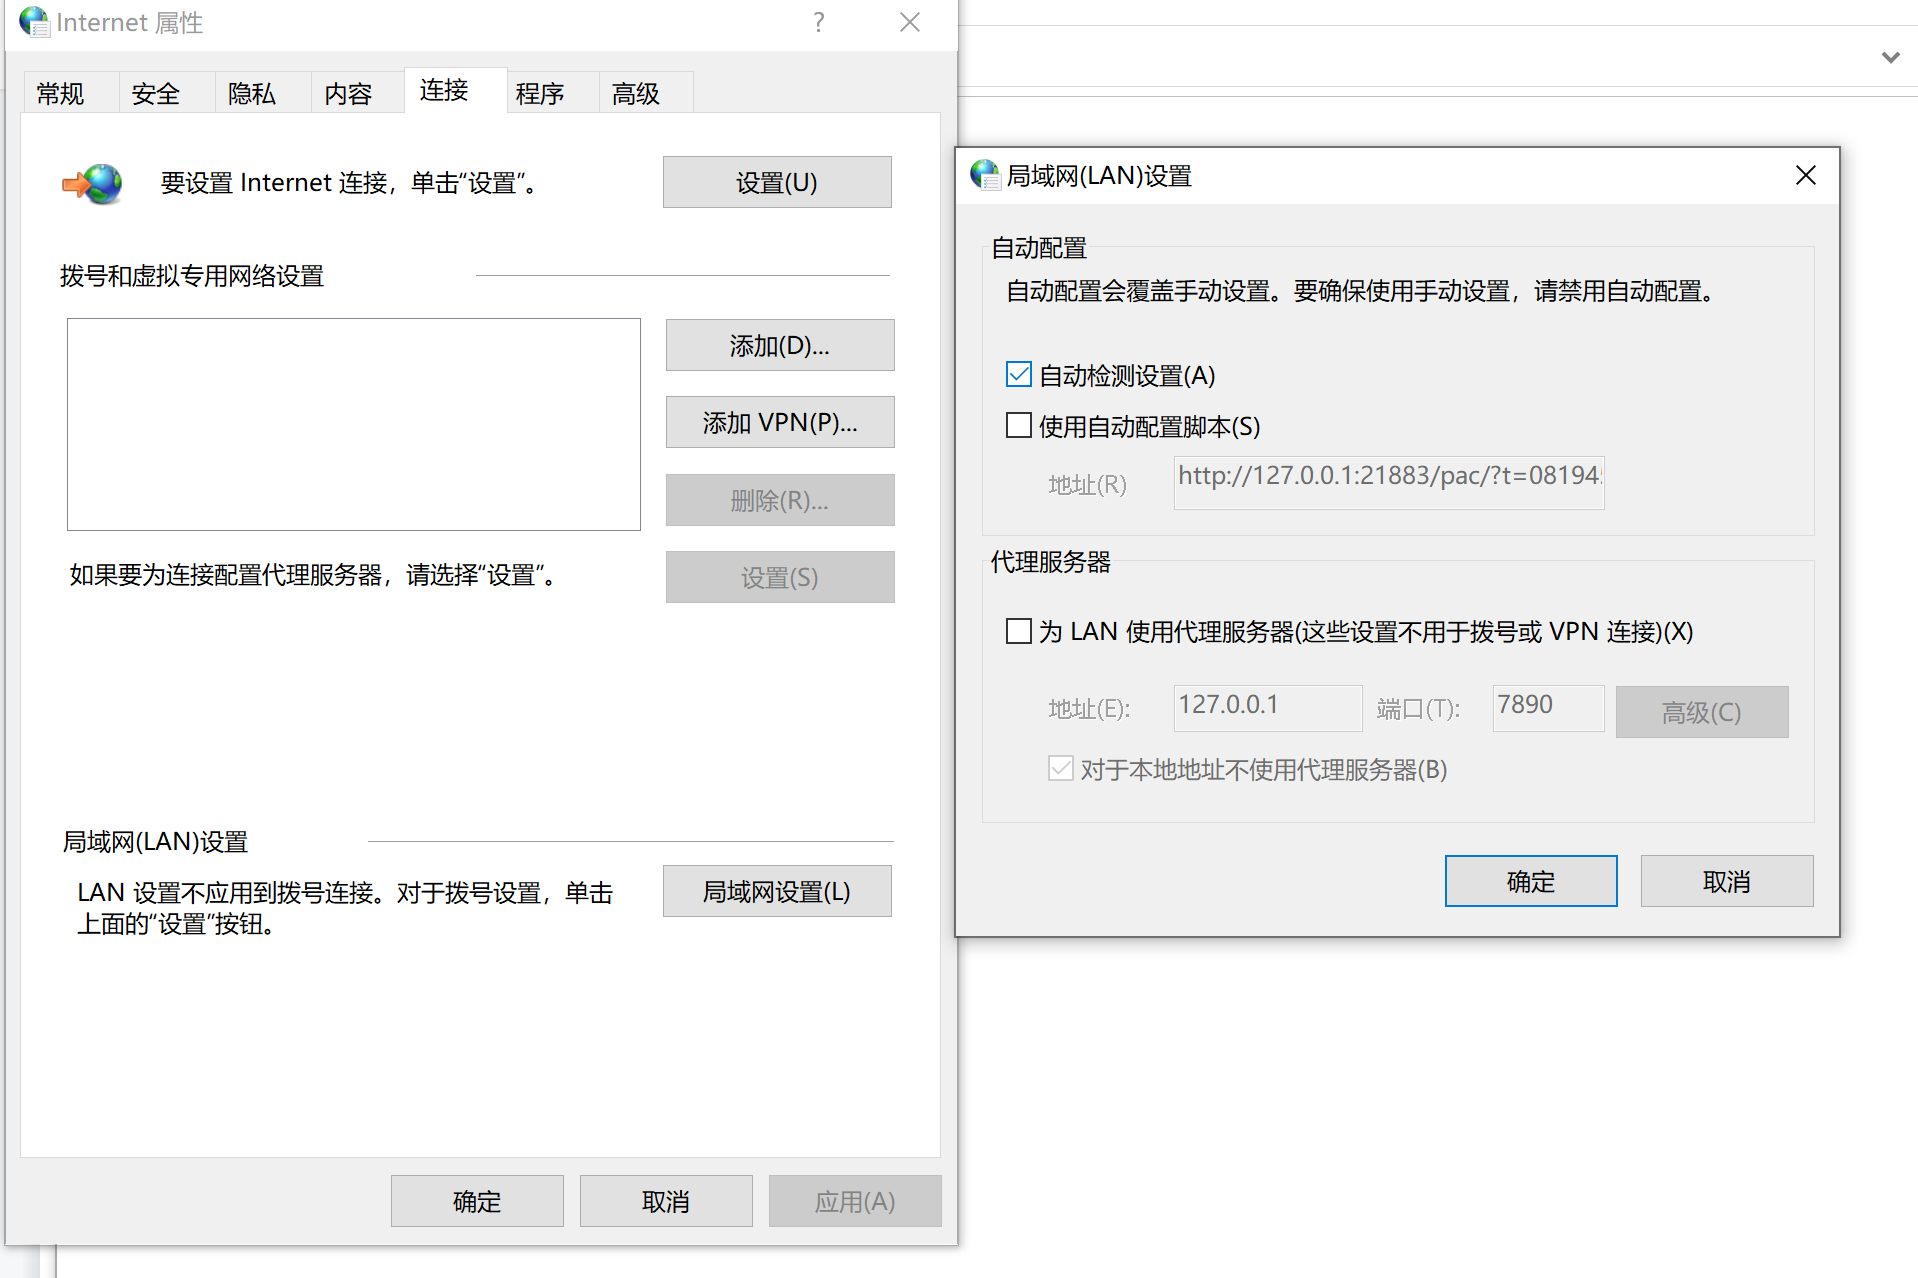 Internet 属性
?
常规
安全
隐私
内容
连接
程序
高级
要设置 Internet 连接，单击“设置”。
设置(U)
拨号和虚拟专用网络设置
添加(D)...
添加 VPN(P)...
删除(R)...
设置(S)
如果要为连接配置代理服务器，请选择“设置”。
局域网(LAN)设置
LAN 设置不应用到拨号连接。对于拨号设置，单击
上面的“设置”按钮。
局域网设置(L)
确定
取消
应用(A)
局域网(LAN)设置
自动配置
自动配置会覆盖手动设置。要确保使用手动设置，请禁用自动配置。
自动检测设置(A)
使用自动配置脚本(S)
地址(R)
http://127.0.0.1:21883/pac/?t=08194
代理服务器
为 LAN 使用代理服务器(这些设置不用于拨号或 VPN 连接)(X)
地址(E):
127.0.0.1
端口(T):
7890
高级(C)
对于本地地址不使用代理服务器(B)
确定
取消